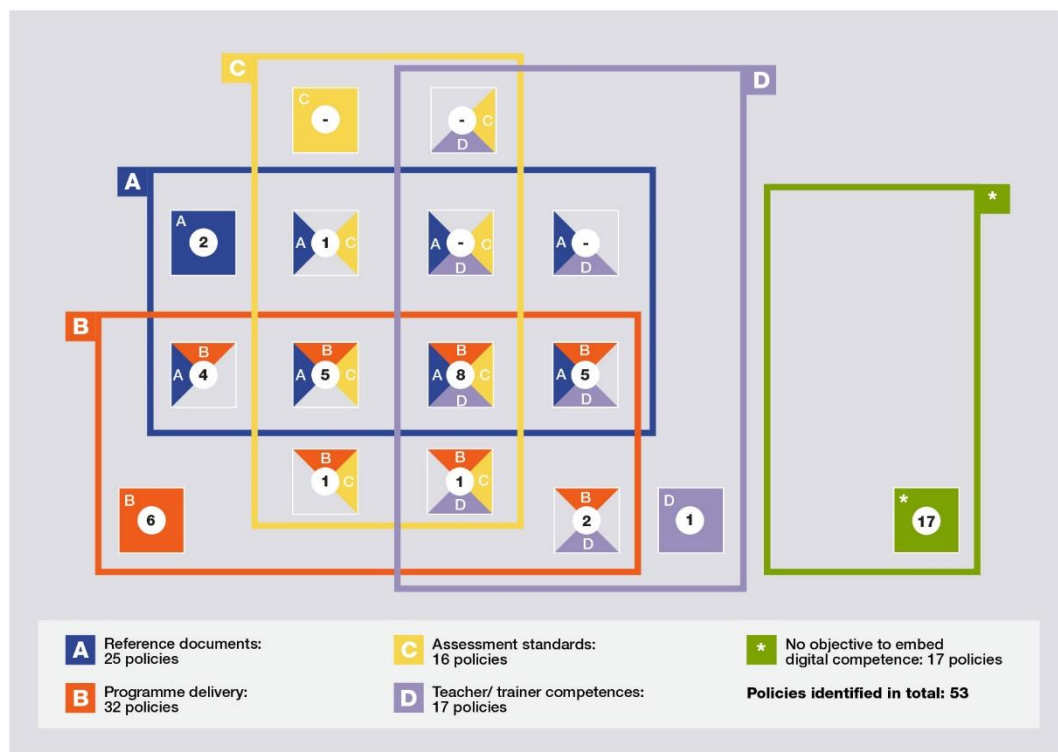 C
D
C
-
-
C
D
A
*
A
2
A
1
C
A
-
C
D
A
-
D
B
B
A
4
B
A
5
C
B
A
8
C
D
B
A
5
D
B
1
C
B
1
C
D
B
6
B
2
D
D
1
*
17
A
Reference documents:
25 policies
C
Assessment standards:
16 policies
*
No objective to embed
digital competence: 17 policies
B
Programme delivery:
32 policies
D
Teacher/ trainer competences:
17 policies
Policies identified in total: 53